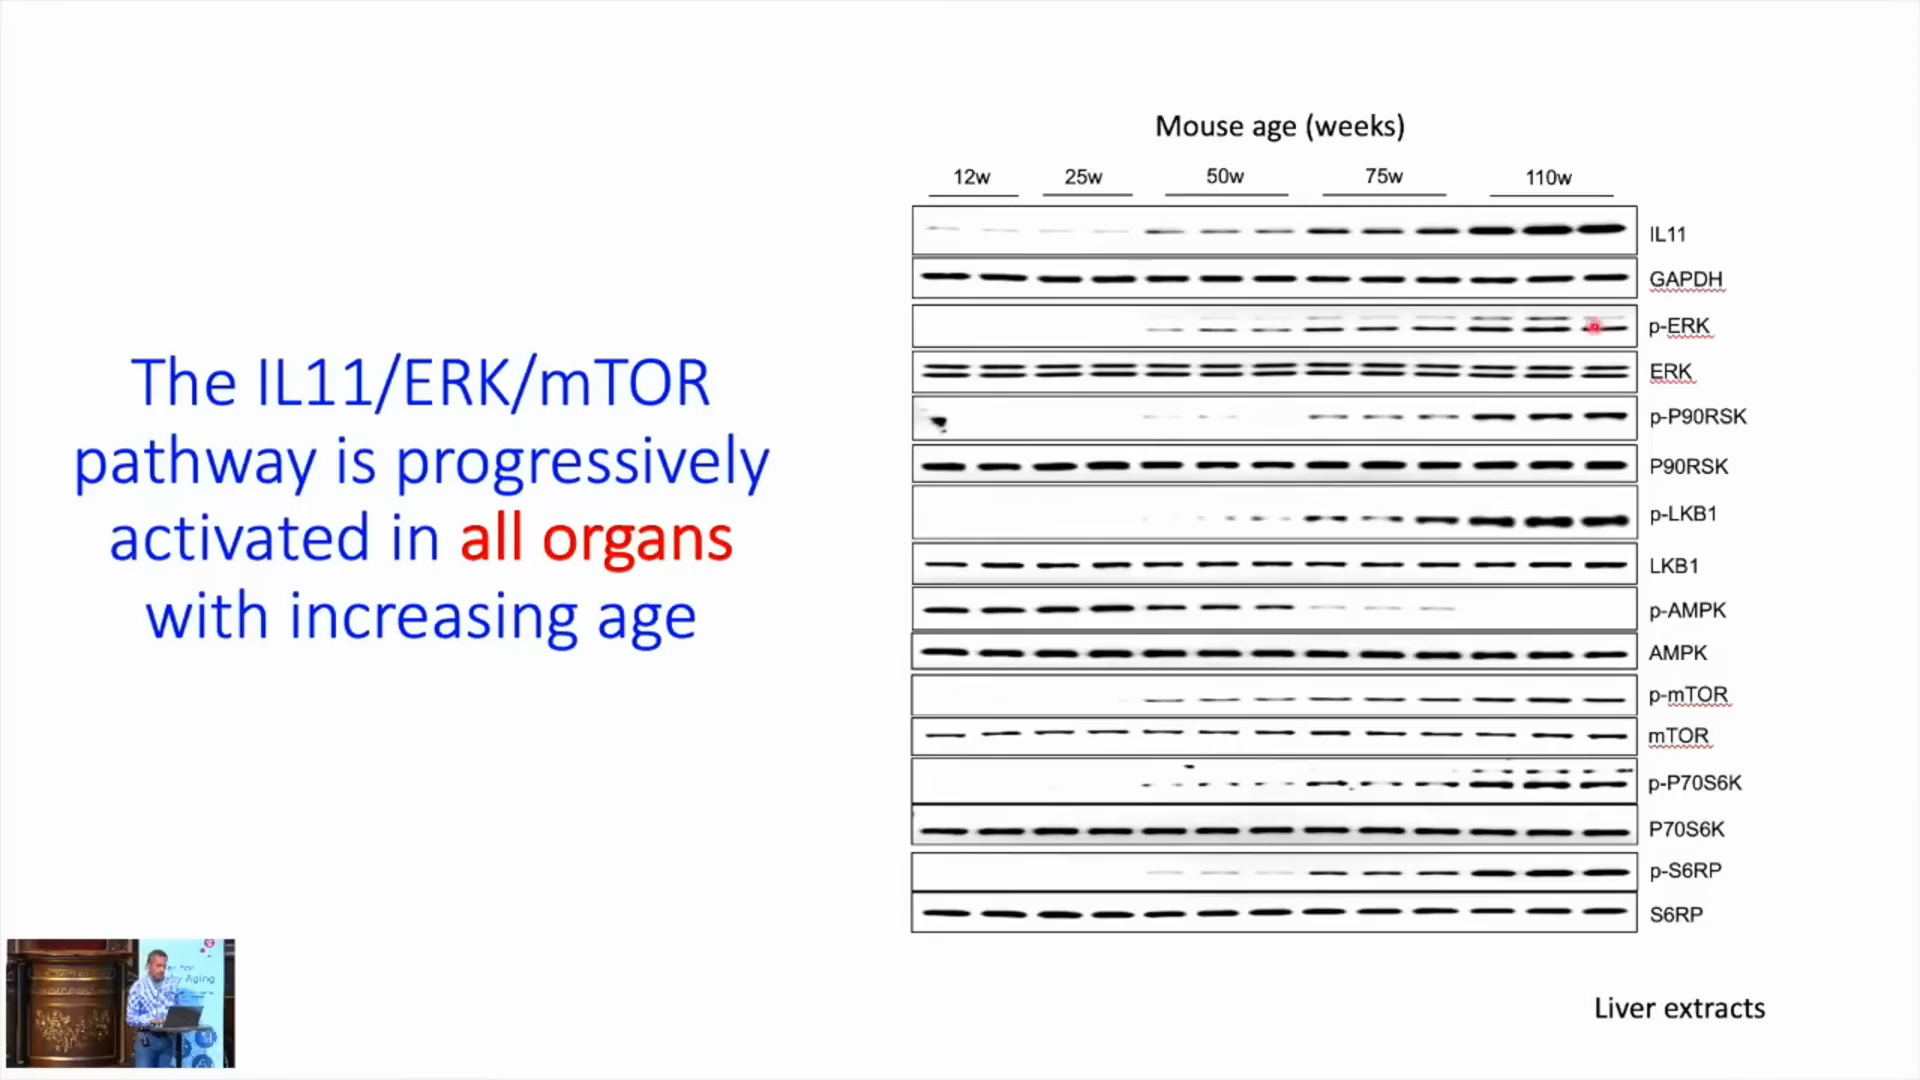 The IL11/ERK/mTOR
pathway is progressively
activated in all organs
with increasing age
Mouse age (weeks)
12w 25w 50w 75w 110w
IL11
GAPDH
p-ERK
ERK
p-P90RSK
P90RSK
p-LKB1
LKB1
p-AMPK
AMPK
p-mTOR
mTOR
p-P70S6K
P70S6K
p-S6RP
S6RP
Liver extracts
Aging